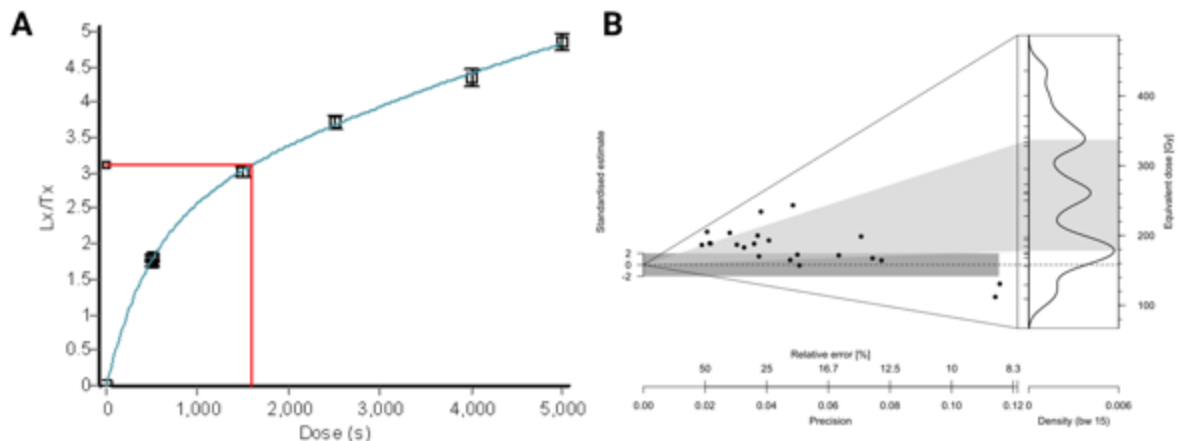 A
5
4.5
4
3.5
3
2.5
2
1.5
1
0.5
0
Lx/Tx
0 1,000 2,000 3,000 4,000 5,000
Dose (s)
B
Standardised estimate
2
0
-2
400
300
200
100
Equivalent dose [Gy]
Relative error [%]
50 25 16.7 12.5 10 8.3
0.00 0.02 0.04 0.06 0.08 0.10 0.12 0 0.006
Precision Density (bw 15)